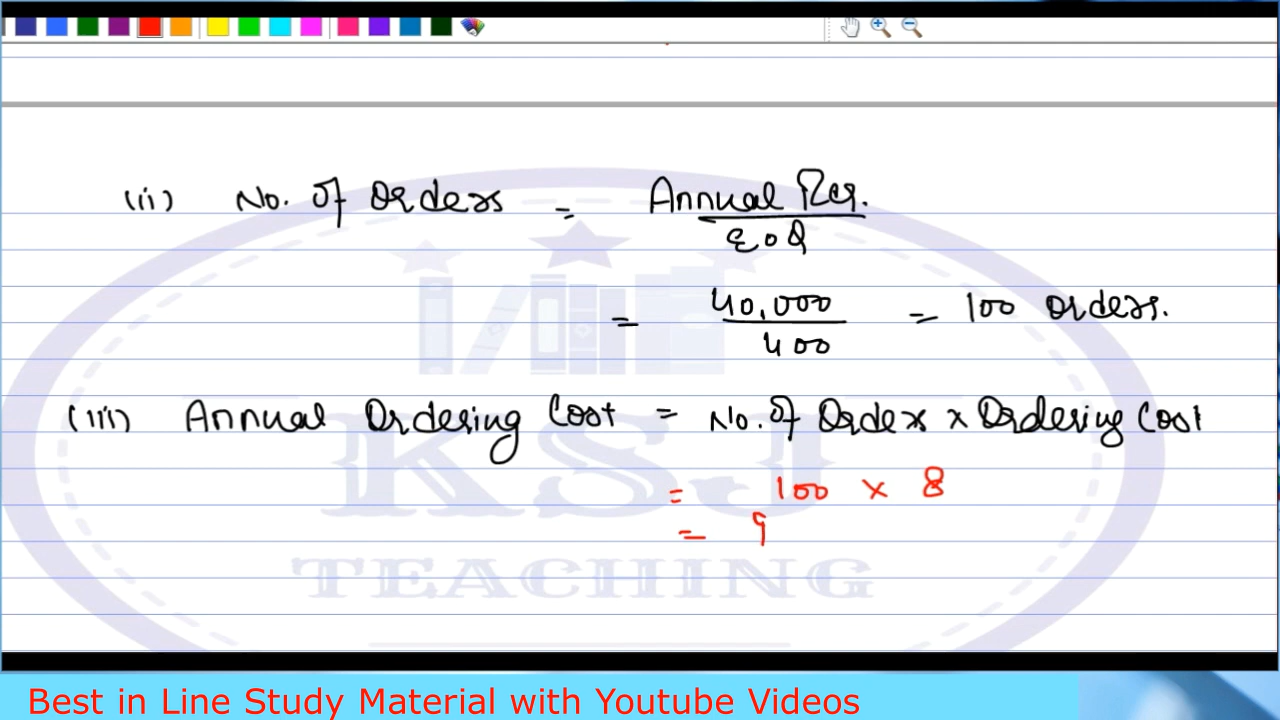 (ii) No. of Orders = Annual Req.
EOQ
= 40,000 = 100 orders.
400
(iii) Annual Ordering Cost = No. of Order x Ordering Cost
= 100 x 8
=
KSJ
TEACHING
Best in Line Study Material with Youtube Videos